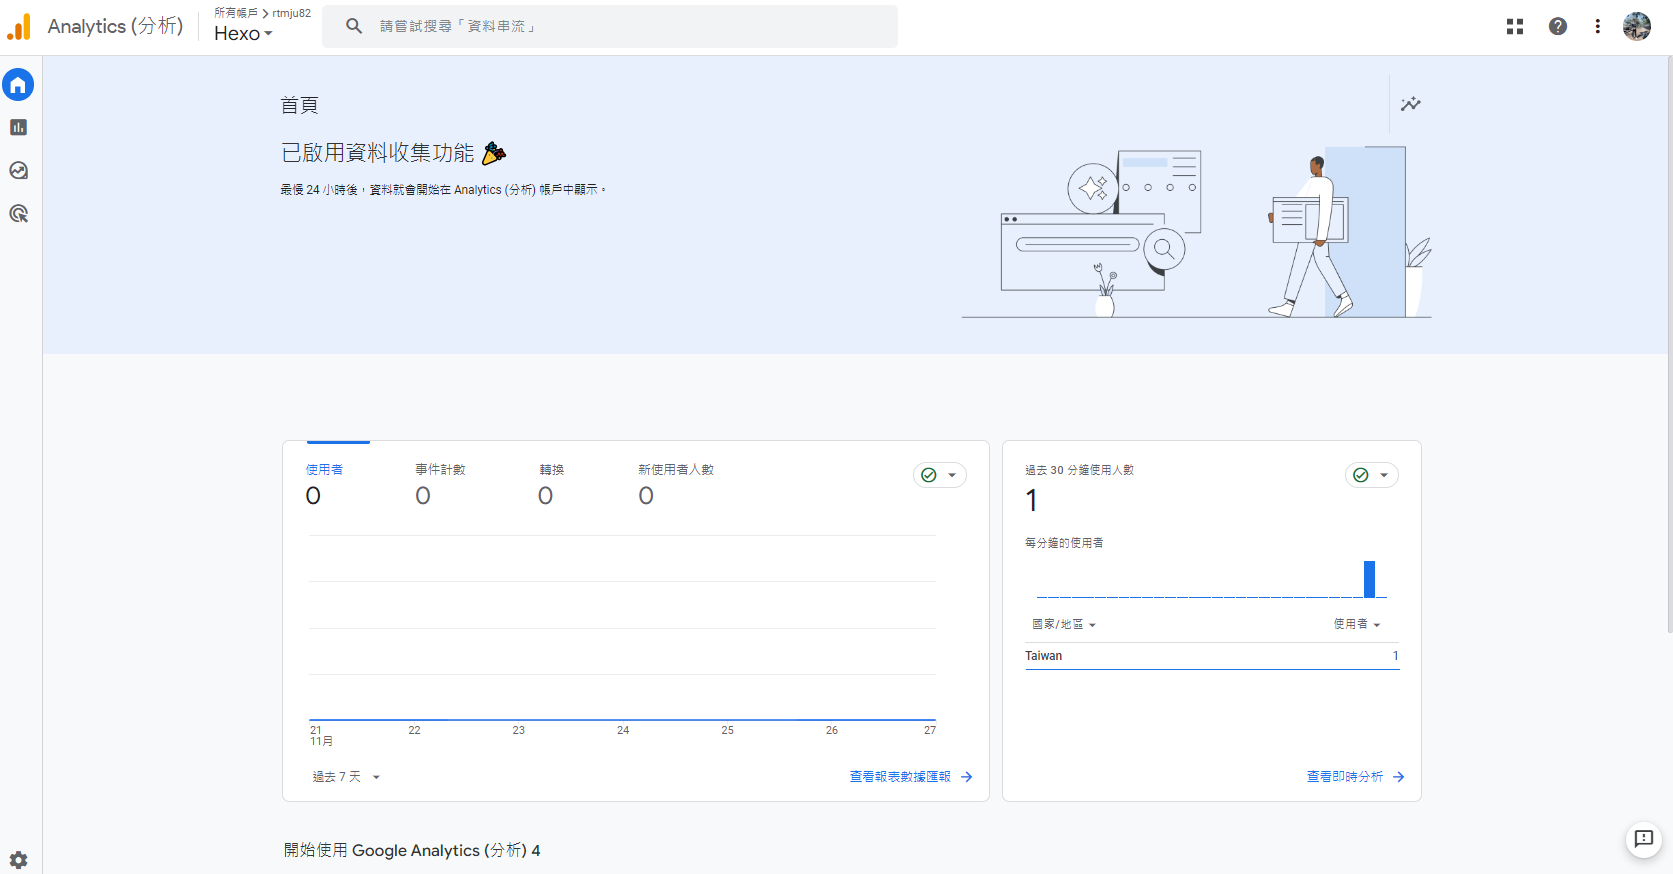 Analytics (分析)
所有帳戶 > rtmju82
Hexo
請嘗試搜尋「資料串流」
首頁
已啟用資料收集功能
最慢 24 小時後，資料就會開始在 Analytics (分析) 帳戶中顯示。
使用者
0
事件計數
0
轉換
0
新使用者人數
0
21
11月
22
23
24
25
26
27
過去 7 天
查看報表數據匯報
過去 30 分鐘使用人數
1
每分鐘的使用者
國家/地區
使用者
Taiwan
1
查看即時分析
開始使用 Google Analytics (分析) 4